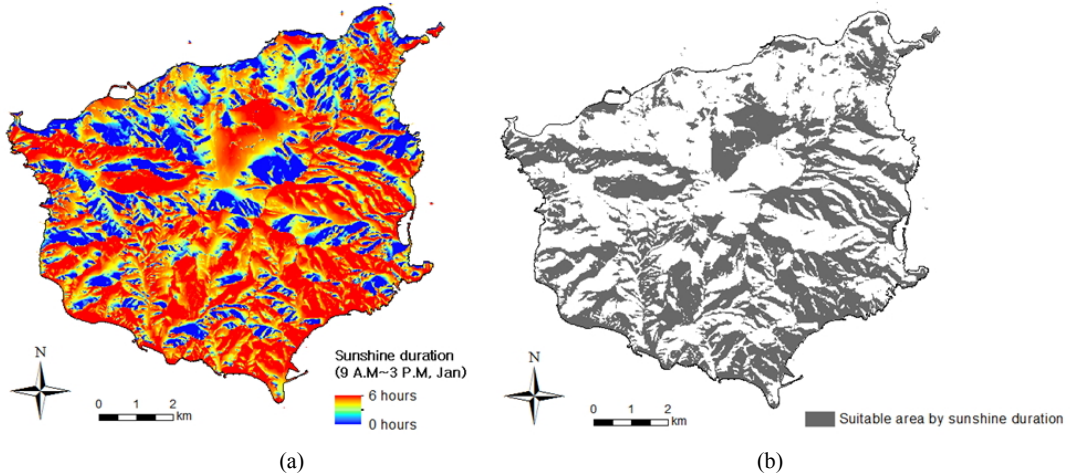 N
0 1 2
km
Sunshine duration
(9 A.M~3 P.M, Jan)
6 hours
0 hours
(a)
N
0 1 2
km
Suitable area by sunshine duration
(b)